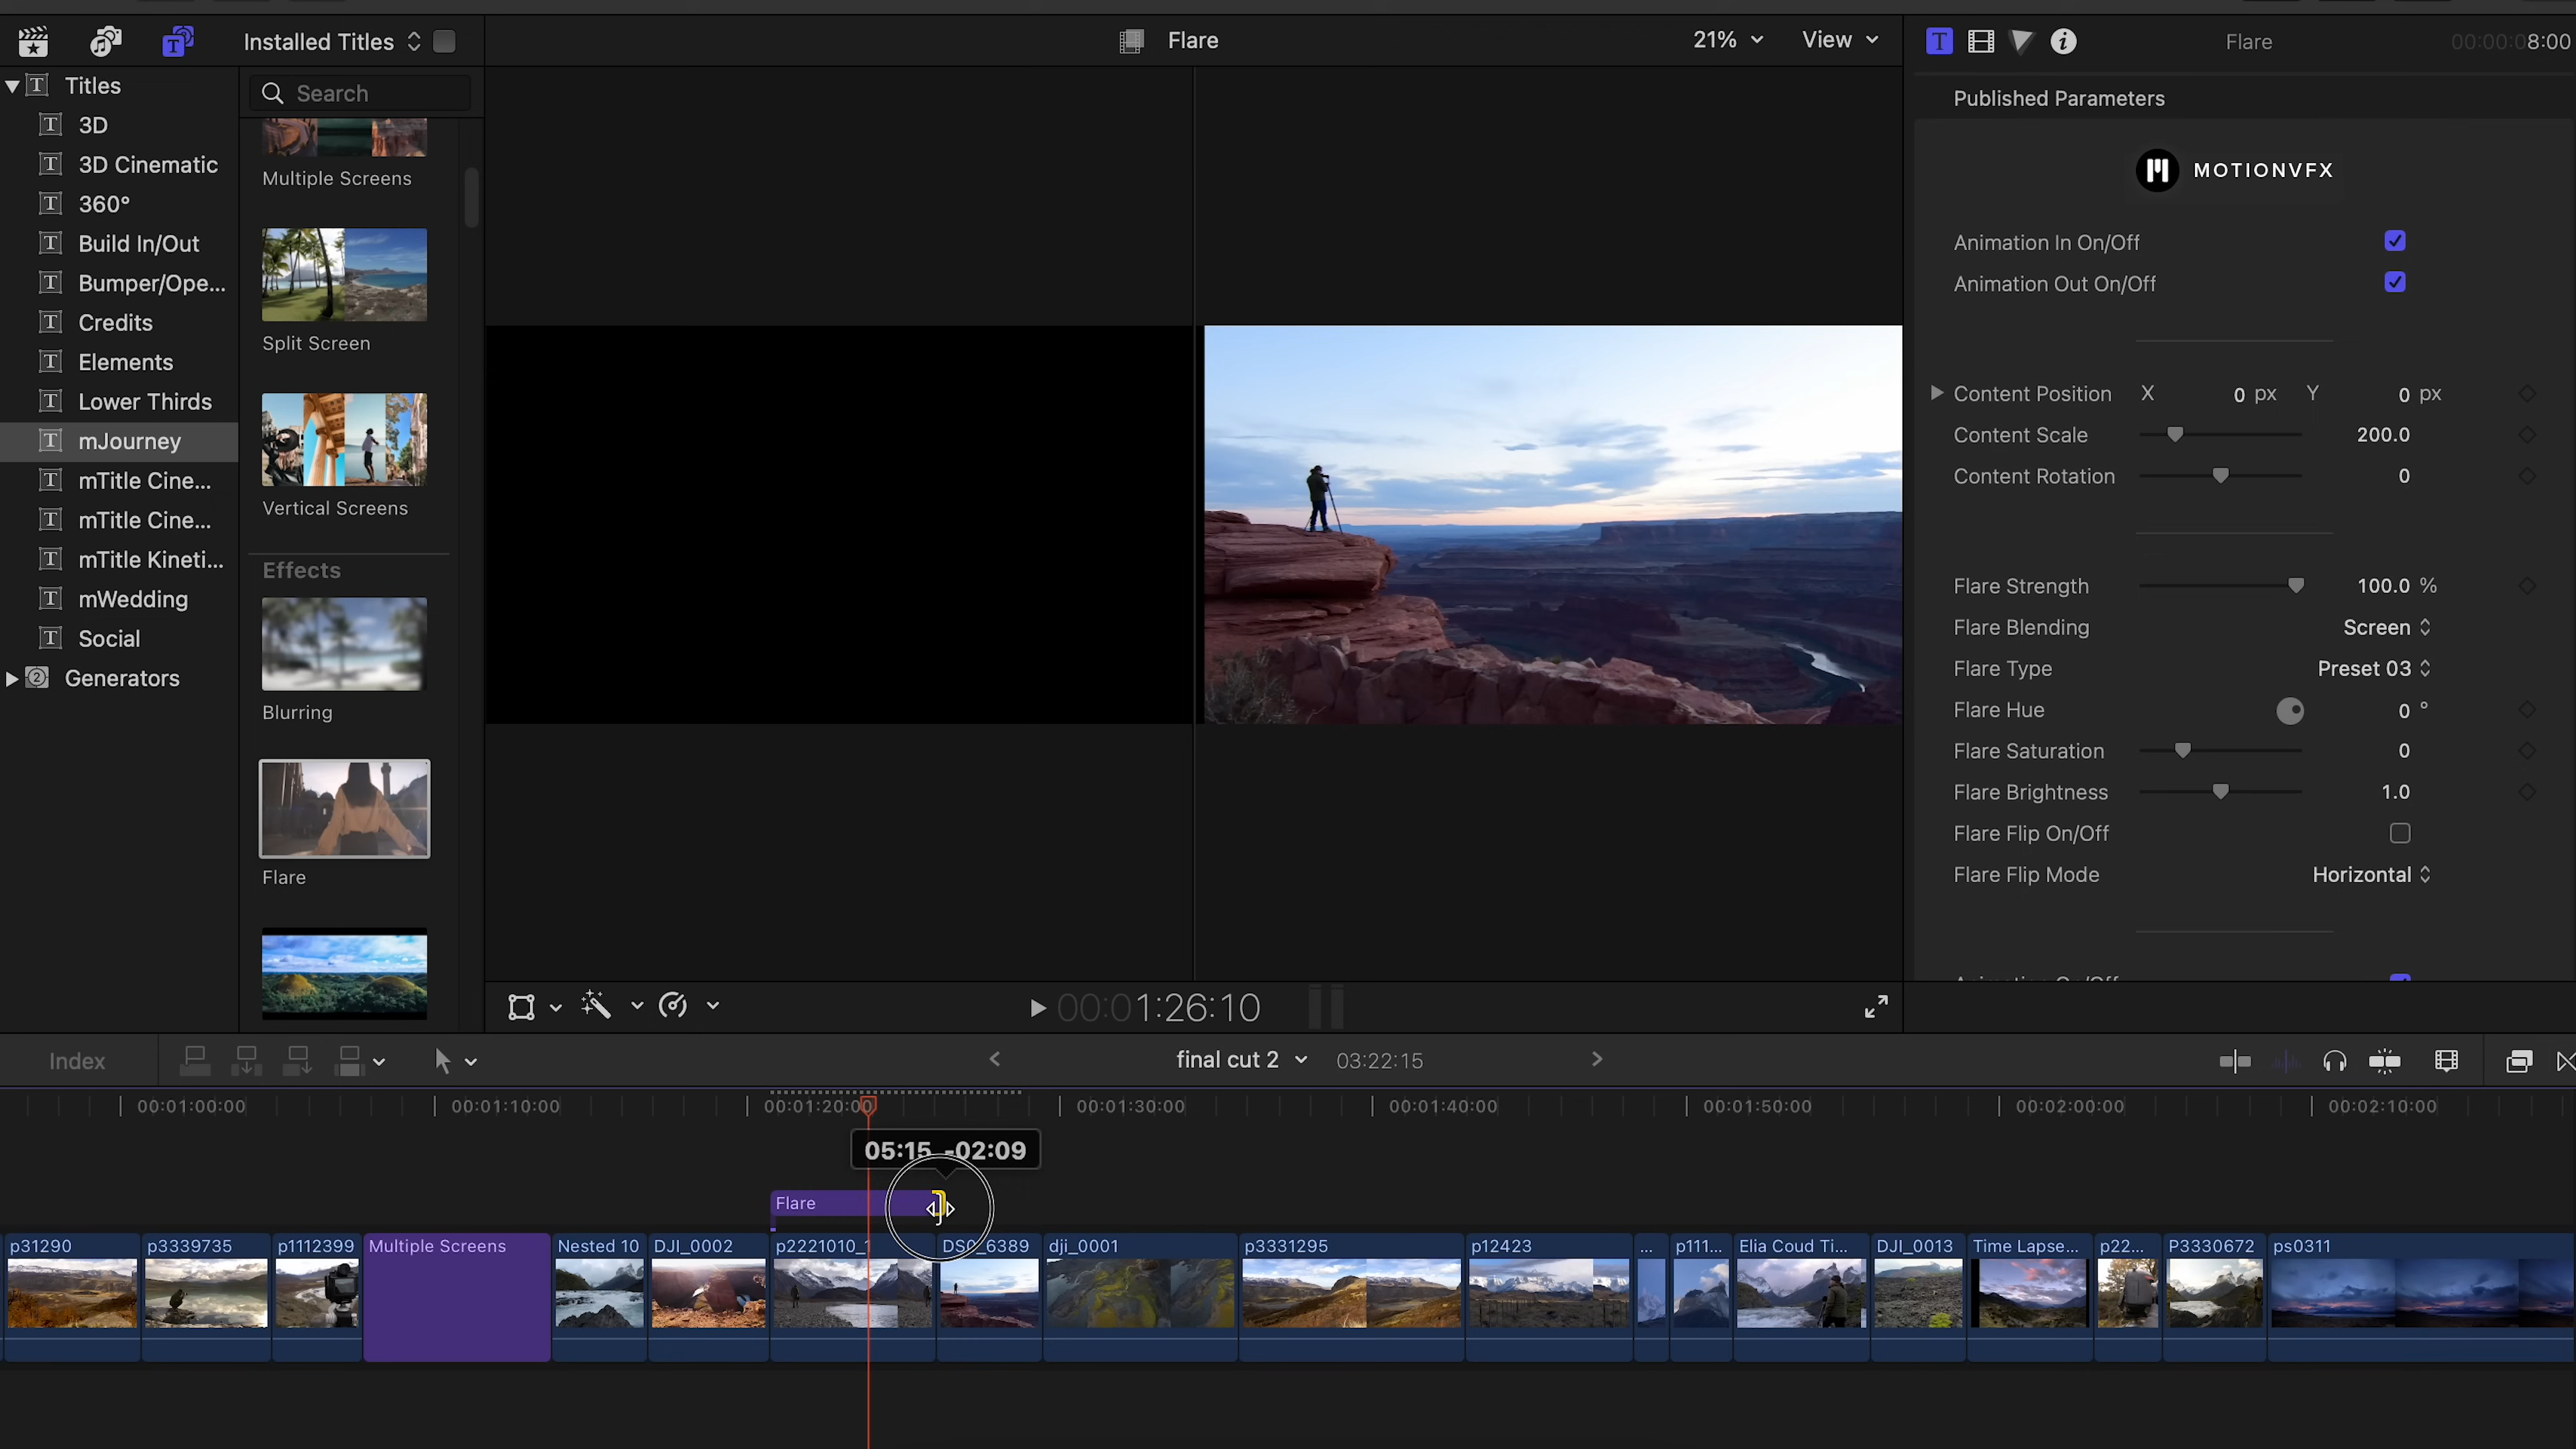 Installed Titles
Flare
21%
View
Flare
00:00:08:00
Titles
3D
3D Cinematic
360°
Build In/Out
Bumper/Ope...
Credits
Elements
Lower Thirds
mJourney
mTitle Cine...
mTitle Cine...
mTitle Kineti...
mWedding
Social
Generators
Search
Multiple Screens
Split Screen
Vertical Screens
Effects
Blurring
Flare
Published Parameters
MOTIONVFX
Animation In On/Off
Animation Out On/Off
Content Position X 0 px Y 0 px
Content Scale 200.0
Content Rotation 0
Flare Strength 100.0 %
Flare Blending Screen
Flare Type Preset 03
Flare Hue 0 °
Flare Saturation 0
Flare Brightness 1.0
Flare Flip On/Off
Flare Flip Mode Horizontal
00:01:26:10
Index
final cut 2
03:22:15
00:01:00:00
00:01:10:00
00:01:20:00
00:01:30:00
00:01:40:00
00:01:50:00
00:02:00:00
00:02:10:00
05:15 -02:09
Flare
p31290
p3339735
p1112399
Multiple Screens
Nested 10
DJI_0002
p2221010_1
DS0_6389
dji_0001
p3331295
p12423
...
p111...
Elia Coud Ti...
DJI_0013
Time Lapse...
p22...
P3330672
ps0311